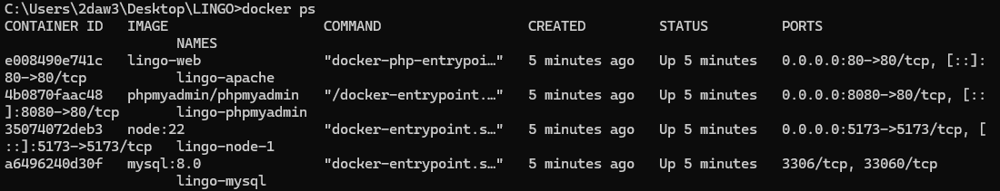 C:\Users\2daw3\Desktop\LINGO>docker ps
CONTAINER ID   IMAGE                   COMMAND                  CREATED         STATUS         PORTS
                     NAMES
e008490e741c   lingo-web               "docker-php-entrypoi…"   5 minutes ago   Up 5 minutes   0.0.0.0:80->80/tcp, [::]:
80->80/tcp           lingo-apache
4b0870faac48   phpmyadmin/phpmyadmin   "/docker-entrypoint.…"   5 minutes ago   Up 5 minutes   0.0.0.0:8080->80/tcp, [::
]:8080->80/tcp       lingo-phpmyadmin
35074072deb3   node:22                 "docker-entrypoint.s…"   5 minutes ago   Up 5 minutes   0.0.0.0:5173->5173/tcp, [
::]:5173->5173/tcp   lingo-node-1
a6496240d30f   mysql:8.0               "docker-entrypoint.s…"   5 minutes ago   Up 5 minutes   3306/tcp, 33060/tcp
                     lingo-mysql